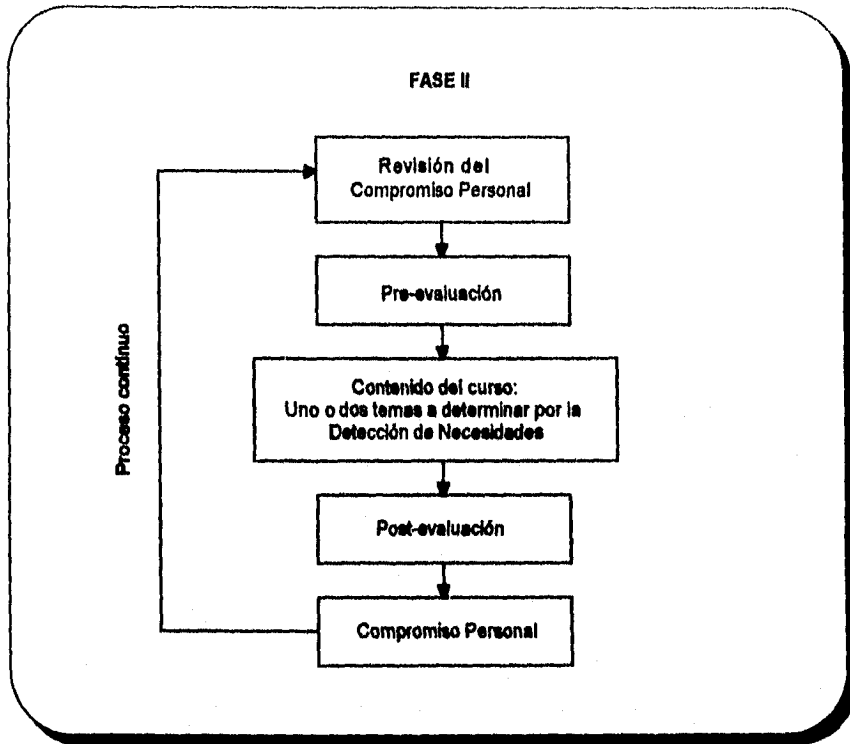 FASE II
Revisión del
Compromiso Personal
Pre-evaluación
Contenido del curso:
Uno o dos temas a determinar por la
Detección de Necesidades
Post-evaluación
Compromiso Personal
Proceso contínuo